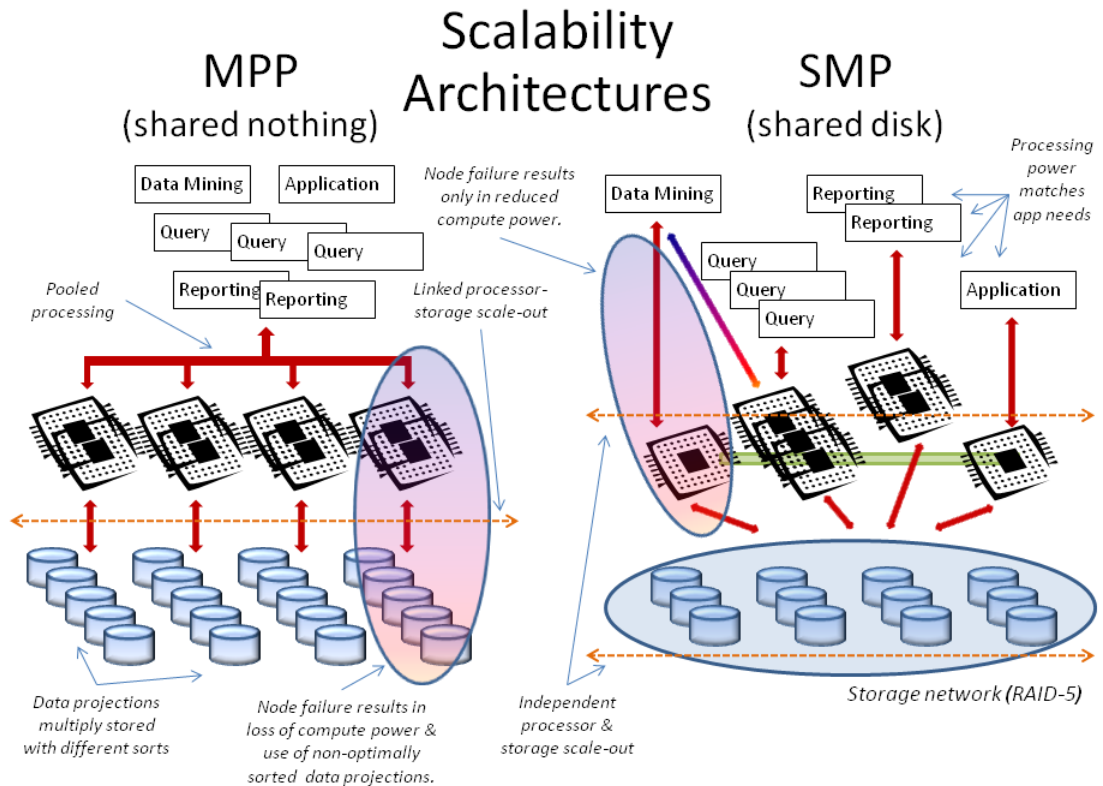 Scalability
Architectures
MPP
(shared nothing)
SMP
(shared disk)
Data Mining
Application
Query
Query
Query
Reporting
Reporting
Pooled
processing
Node failure results
only in reduced
compute power.
Linked processor-
storage scale-out
Data Mining
Reporting
Reporting
Processing
power
matches
app needs
Query
Query
Query
Application
Data projections
multiply stored
with different sorts
Node failure results in
loss of compute power &
use of non-optimally
sorted data projections.
Independent
processor &
storage scale-out
Storage network (RAID-5)